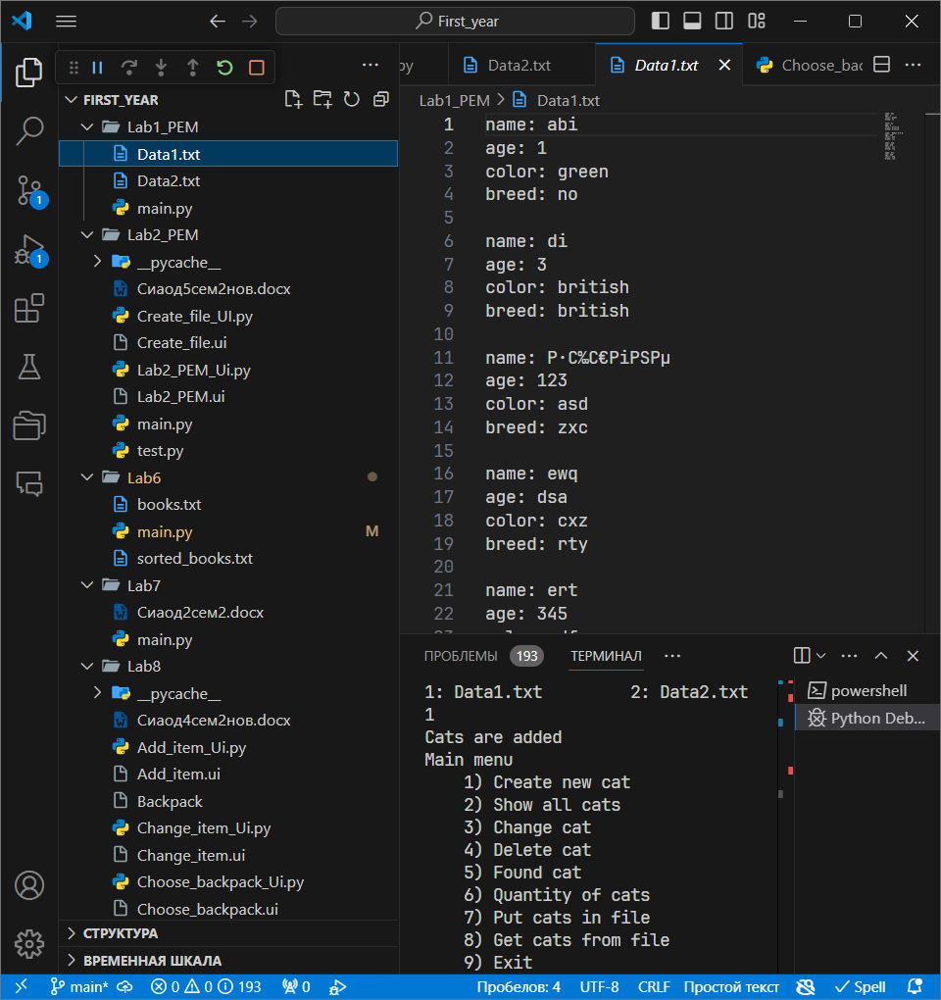 First_year
py
Data2.txt
Data1.txt
Choose_bac
FIRST_YEAR
Lab1_PEM
Data1.txt
Data2.txt
main.py
Lab2_PEM
__pycache__
Сиаод5сем2нов.docx
Create_file_UI.py
Create_file.ui
Lab2_PEM_Ui.py
Lab2_PEM.ui
main.py
test.py
Lab6
books.txt
main.py M
sorted_books.txt
Lab7
Сиаод2сем2.docx
main.py
Lab8
__pycache__
Сиаод4сем2нов.docx
Add_item_Ui.py
Add_item.ui
Backpack
Change_item_Ui.py
Change_item.ui
Choose_backpack_Ui.py
Choose_backpack.ui
СТРУКТУРА
ВРЕМЕННАЯ ШКАЛА
1
1
Lab1_PEM > Data1.txt
1 name: abi
2 age: 1
3 color: green
4 breed: no
5
6 name: di
7 age: 3
8 color: british
9 breed: british
10
11 name: Р·С‰С€РіРЅРµ
12 age: 123
13 color: asd
14 breed: zxc
15
16 name: ewq
17 age: dsa
18 color: cxz
19 breed: rty
20
21 name: ert
22 age: 345
ПРОБЛЕМЫ 193 ТЕРМИНАЛ
1: Data1.txt 2: Data2.txt
1
Cats are added
Main menu
1) Create new cat
2) Show all cats
3) Change cat
4) Delete cat
5) Found cat
6) Quantity of cats
7) Put cats in file
8) Get cats from file
9) Exit
powershell
Python Deb...
main* 0 0 193 0 Пробелов: 4 UTF-8 CRLF Простой текст Spell